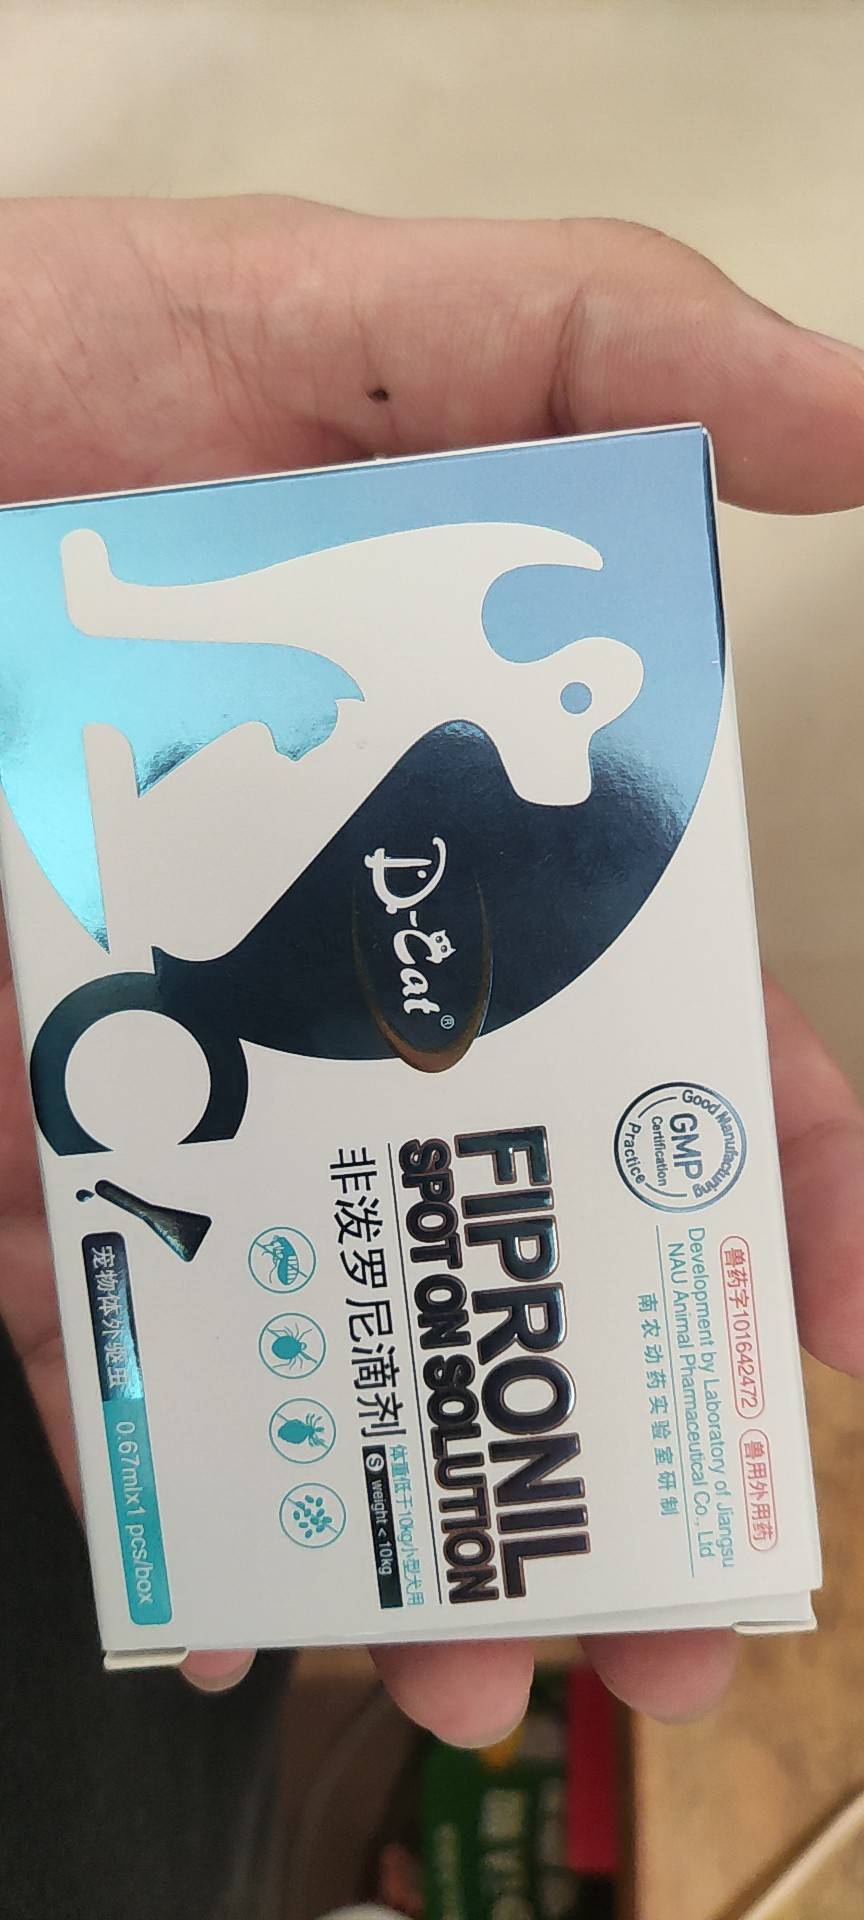 兽药字101642472
兽用外用药
Good Manufacturing
GMP
Certification
Practice
Development by Laboratory of Jiangsu
NAU Animal Pharmaceutical Co., Ltd
南农动药实验室研制
D-Cat®
FIPRONIL
SPOT ON SOLUTION
非泼罗尼滴剂
体重低于10kg小型犬用
S weight < 10kg
宠物体外驱虫
0.67mlx1 pcs/box